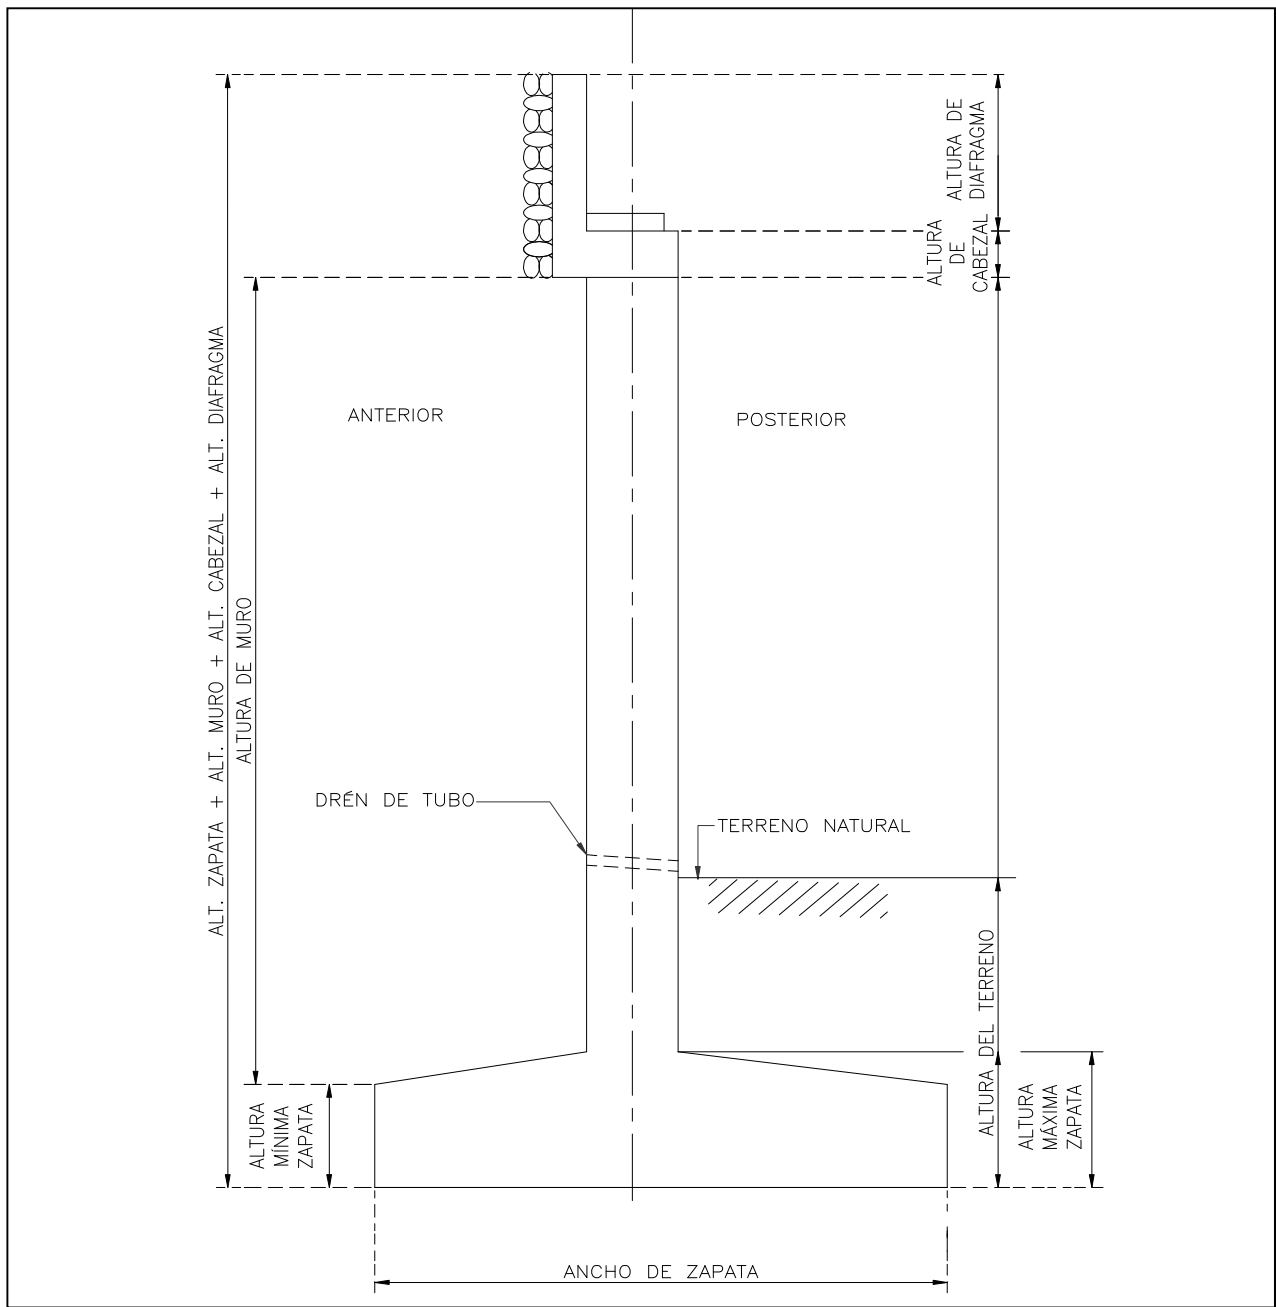 ALTURA DE
DIAFRAGMA
ALTURA
DE
CABEZAL
ALT. ZAPATA + ALT. MURO + ALT. CABEZAL + ALT. DIAFRAGMA
ALTURA DE MURO
ANTERIOR
POSTERIOR
DRÉN DE TUBO
TERRENO NATURAL
ALTURA DEL TERRENO
ALTURA
MÍNIMA
ZAPATA
ALTURA
MÁXIMA
ZAPATA
ANCHO DE ZAPATA